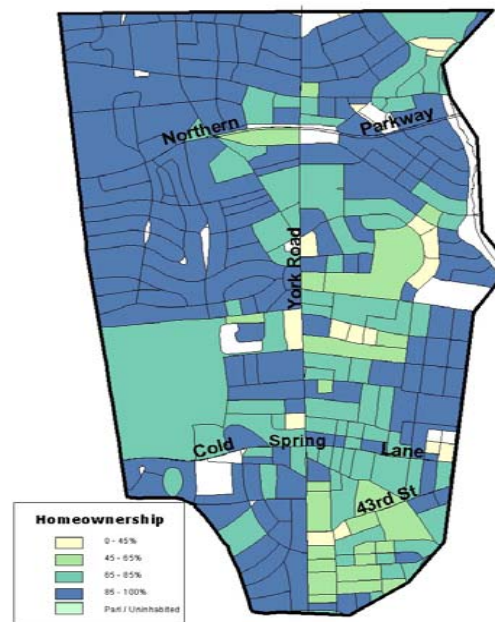 Northern
Parkway
York Road
Cold
Spring
Lane
43rd St
Homeownership
0 - 45%
45 - 65%
65 - 85%
85 - 100%
Park / Uninhabited